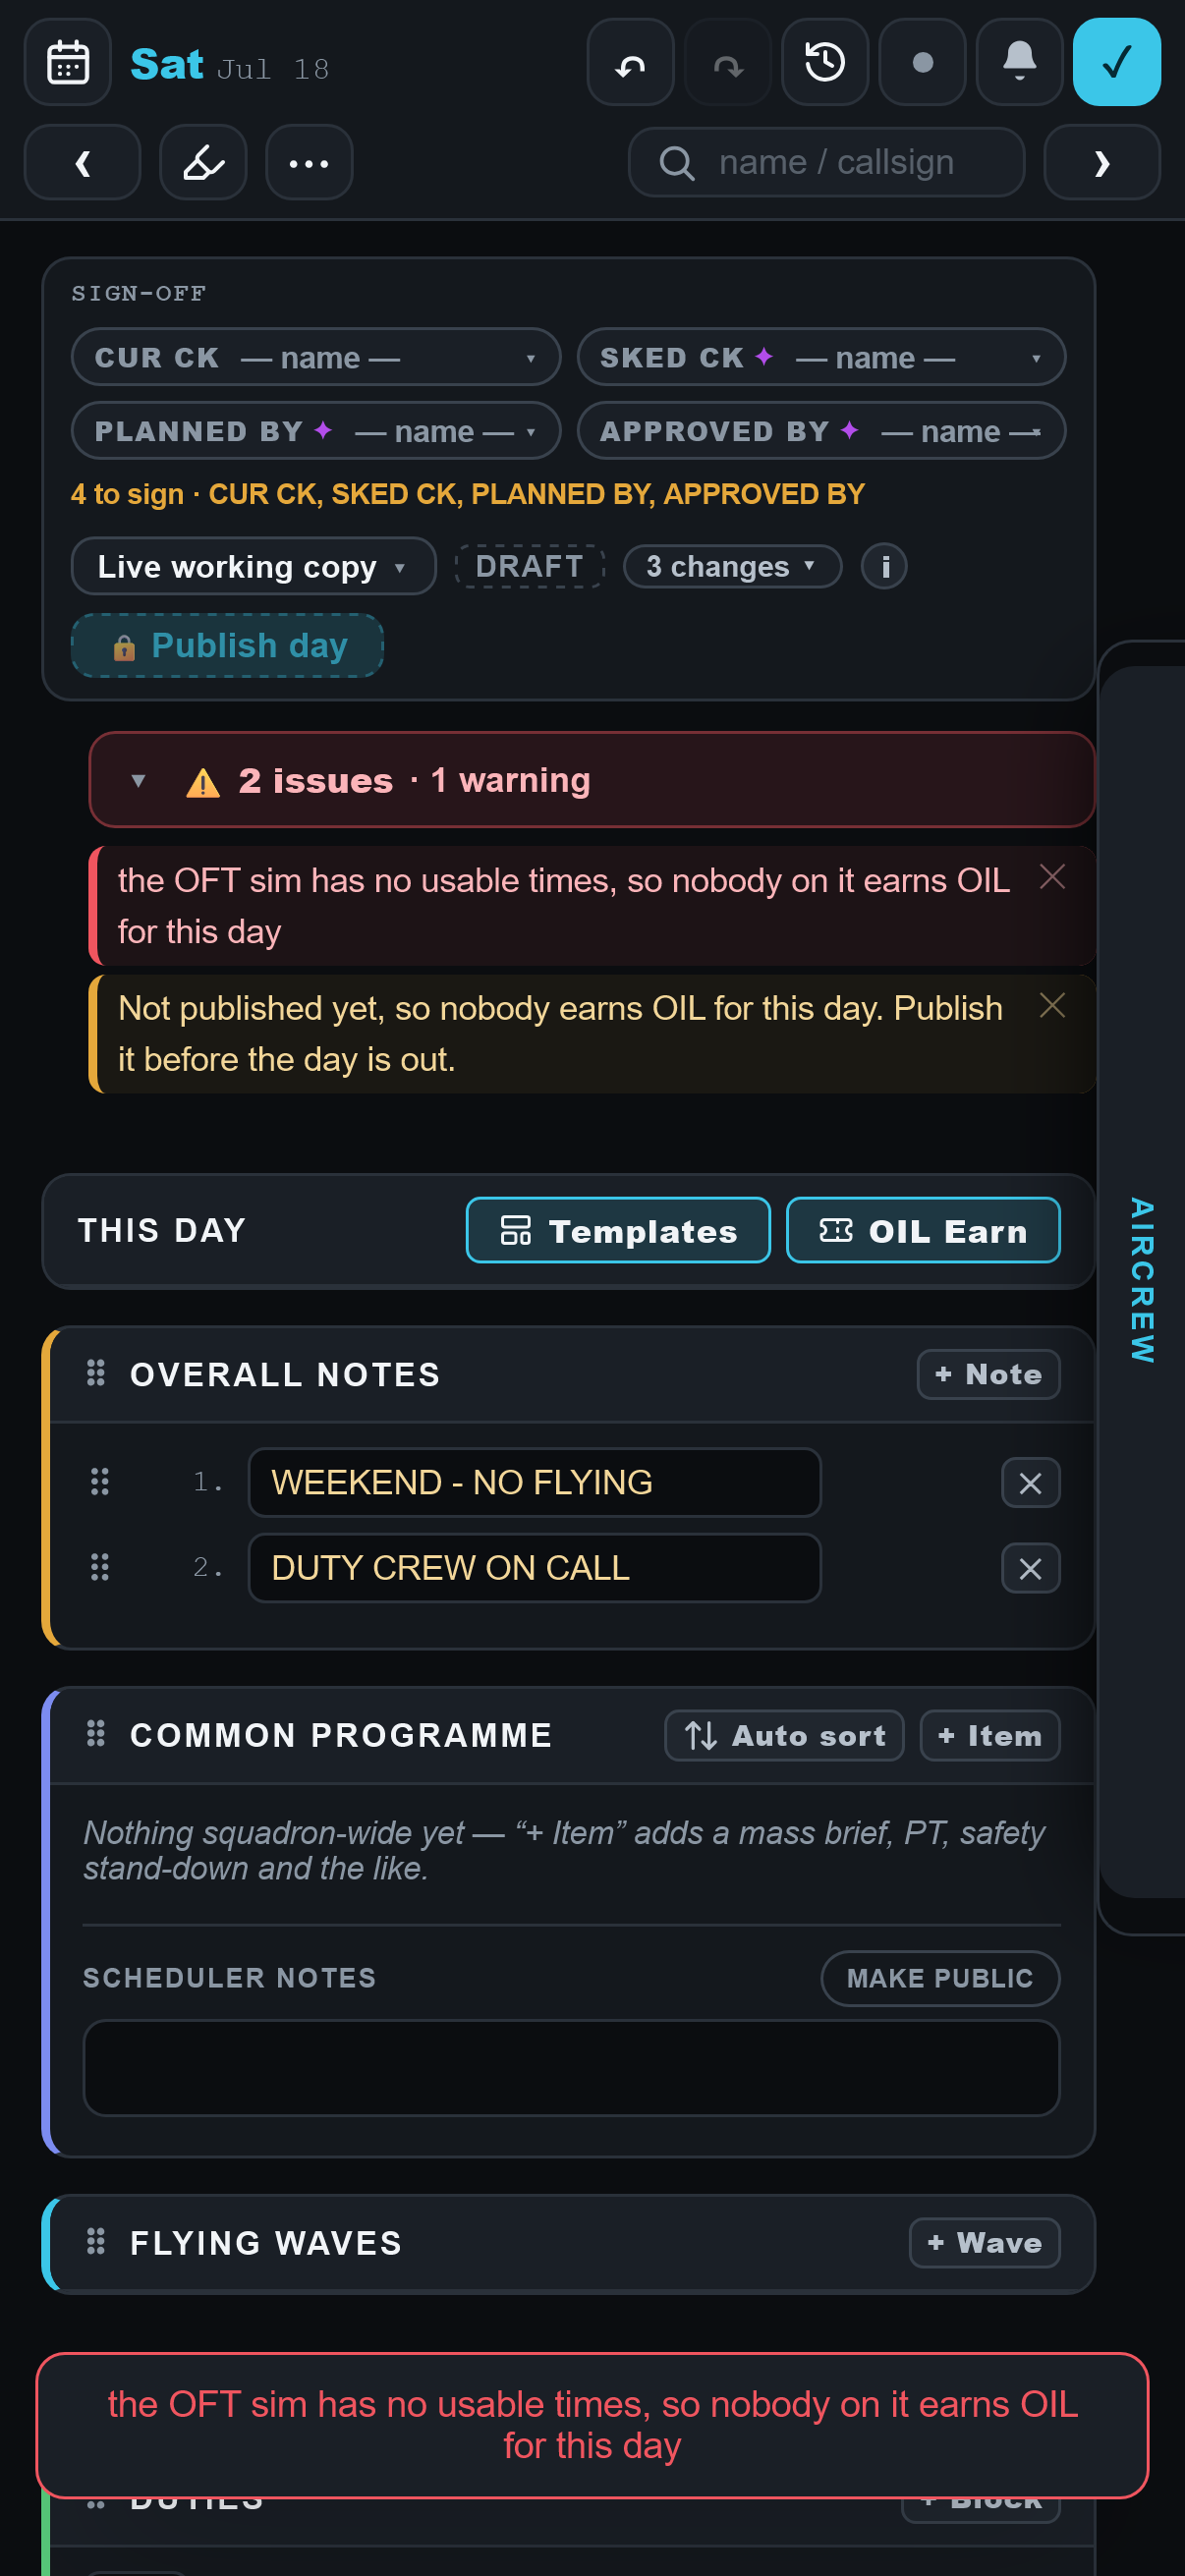 Sat Jul 18
name / callsign
SIGN-OFF
CUR CK — name —
SKED CK — name —
PLANNED BY — name —
APPROVED BY — name —
4 to sign · CUR CK, SKED CK, PLANNED BY, APPROVED BY
Live working copy
DRAFT
3 changes
i
Publish day
2 issues · 1 warning
the OFT sim has no usable times, so nobody on it earns OIL
for this day
Not published yet, so nobody earns OIL for this day. Publish
it before the day is out.
AIRCREW
THIS DAY
Templates
OIL Earn
OVERALL NOTES
+ Note
1. WEEKEND - NO FLYING
2. DUTY CREW ON CALL
COMMON PROGRAMME
Auto sort
+ Item
Nothing squadron-wide yet — “+ Item” adds a mass brief, PT, safety
stand-down and the like.
SCHEDULER NOTES
MAKE PUBLIC
FLYING WAVES
+ Wave
the OFT sim has no usable times, so nobody on it earns OIL
for this day
DUTIES
+ Block